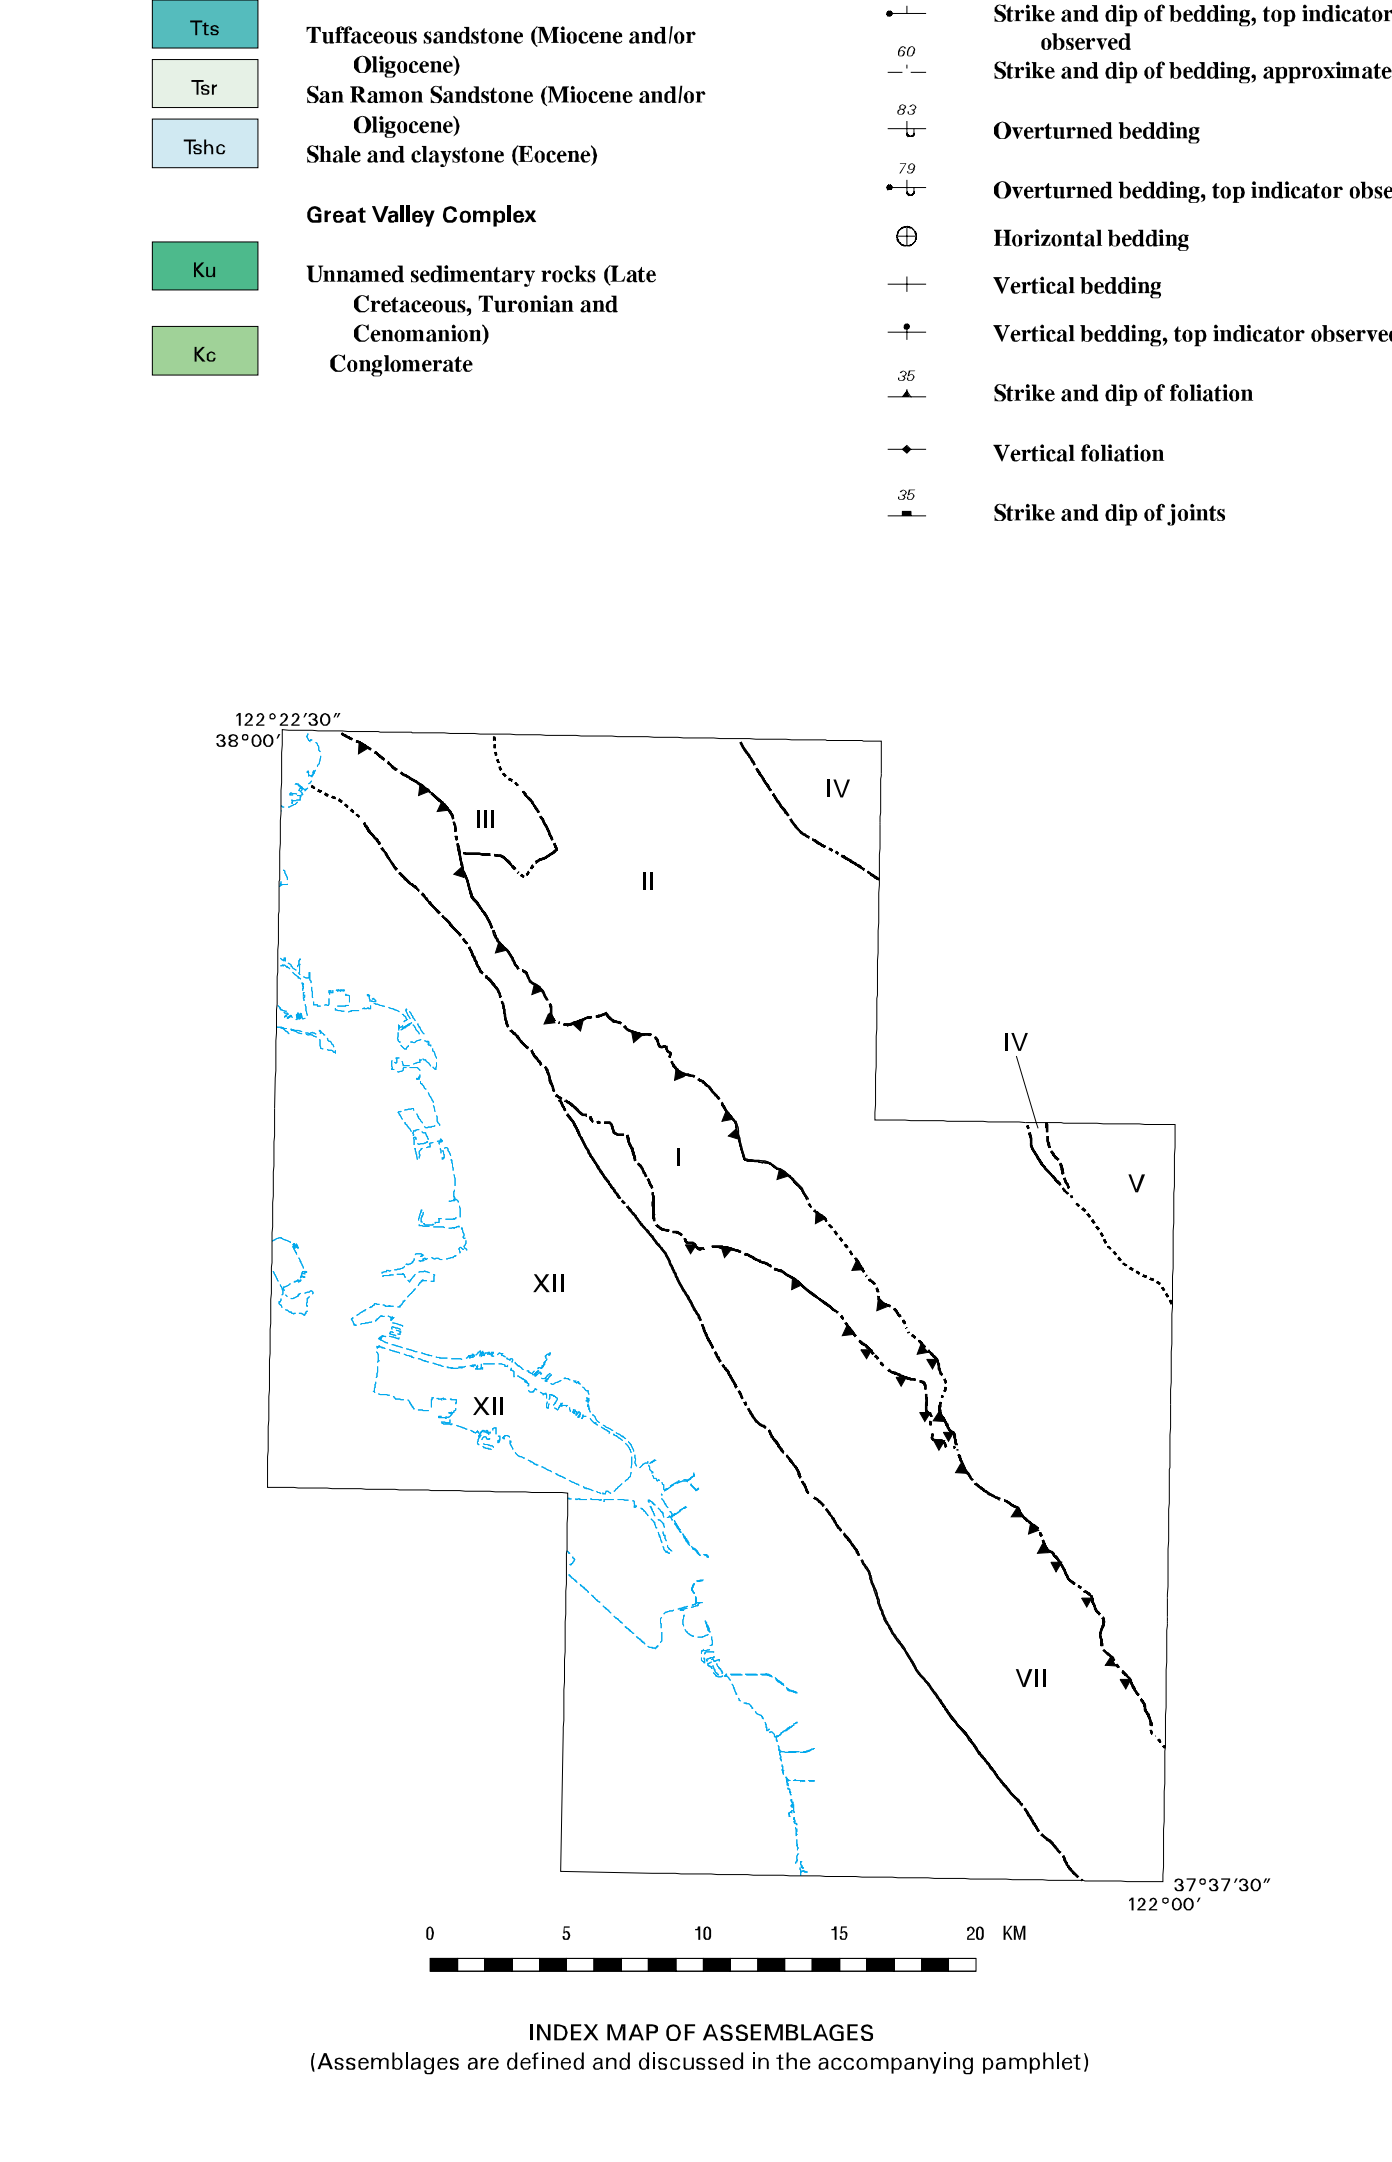 Tts
Tuffaceous sandstone (Miocene and/or
Oligocene)
Tsr
San Ramon Sandstone (Miocene and/or
Oligocene)
Tshc
Shale and claystone (Eocene)
Great Valley Complex
Ku
Unnamed sedimentary rocks (Late
Cretaceous, Turonian and
Cenomanion)
Kc
Conglomerate
Strike and dip of bedding, top indicator
observed
60
Strike and dip of bedding, approximate
83
Overturned bedding
79
Overturned bedding, top indicator obse
Horizontal bedding
Vertical bedding
Vertical bedding, top indicator observe
35
Strike and dip of foliation
Vertical foliation
35
Strike and dip of joints
122°22′30″
38°00′
IV
III
II
IV
I
V
XII
XII
VII
37°37′30″
122°00′
0 5 10 15 20 KM
INDEX MAP OF ASSEMBLAGES
(Assemblages are defined and discussed in the accompanying pamphlet)